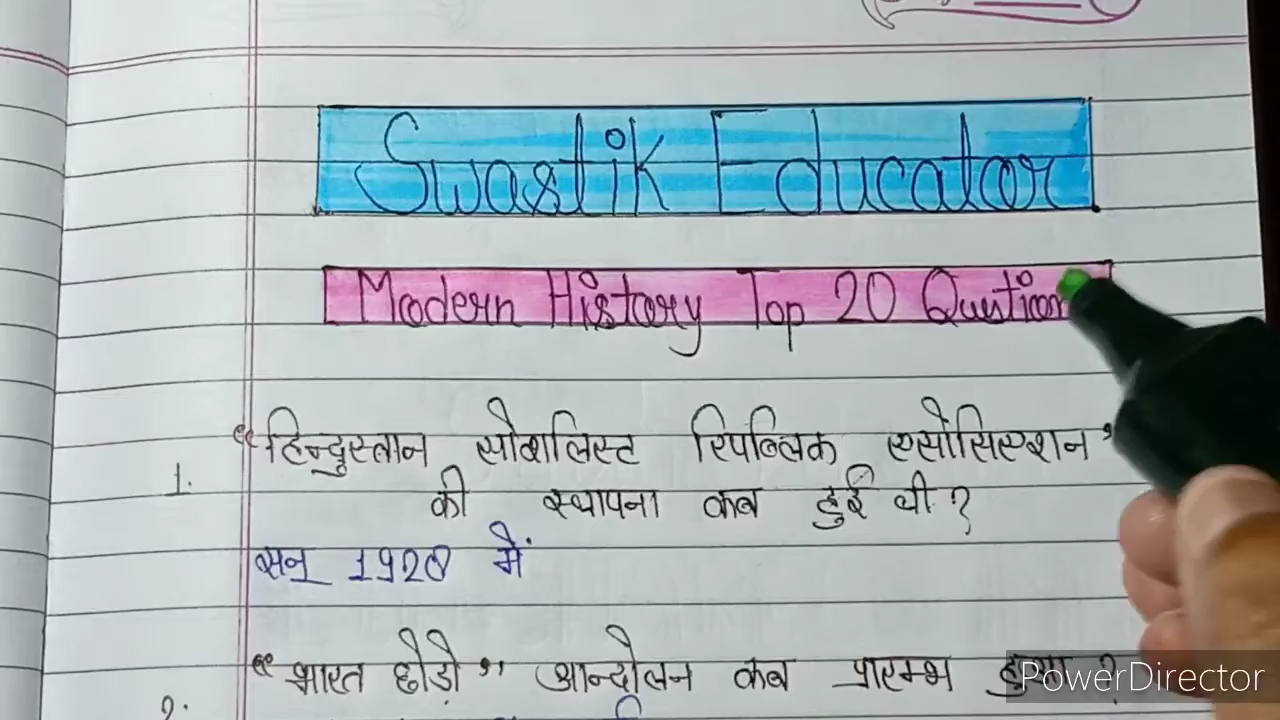 Swastik Educator
Modern History Top 20 Question
1. "हिन्दुस्तान सोशलिस्ट रिपब्लिक एसोसिएशन"
की स्थापना कब हुई थी ?
सन् 1928 में
2. "भारत छोड़ो" आन्दोलन कब प्रारम्भ हुआ ?
PowerDirector